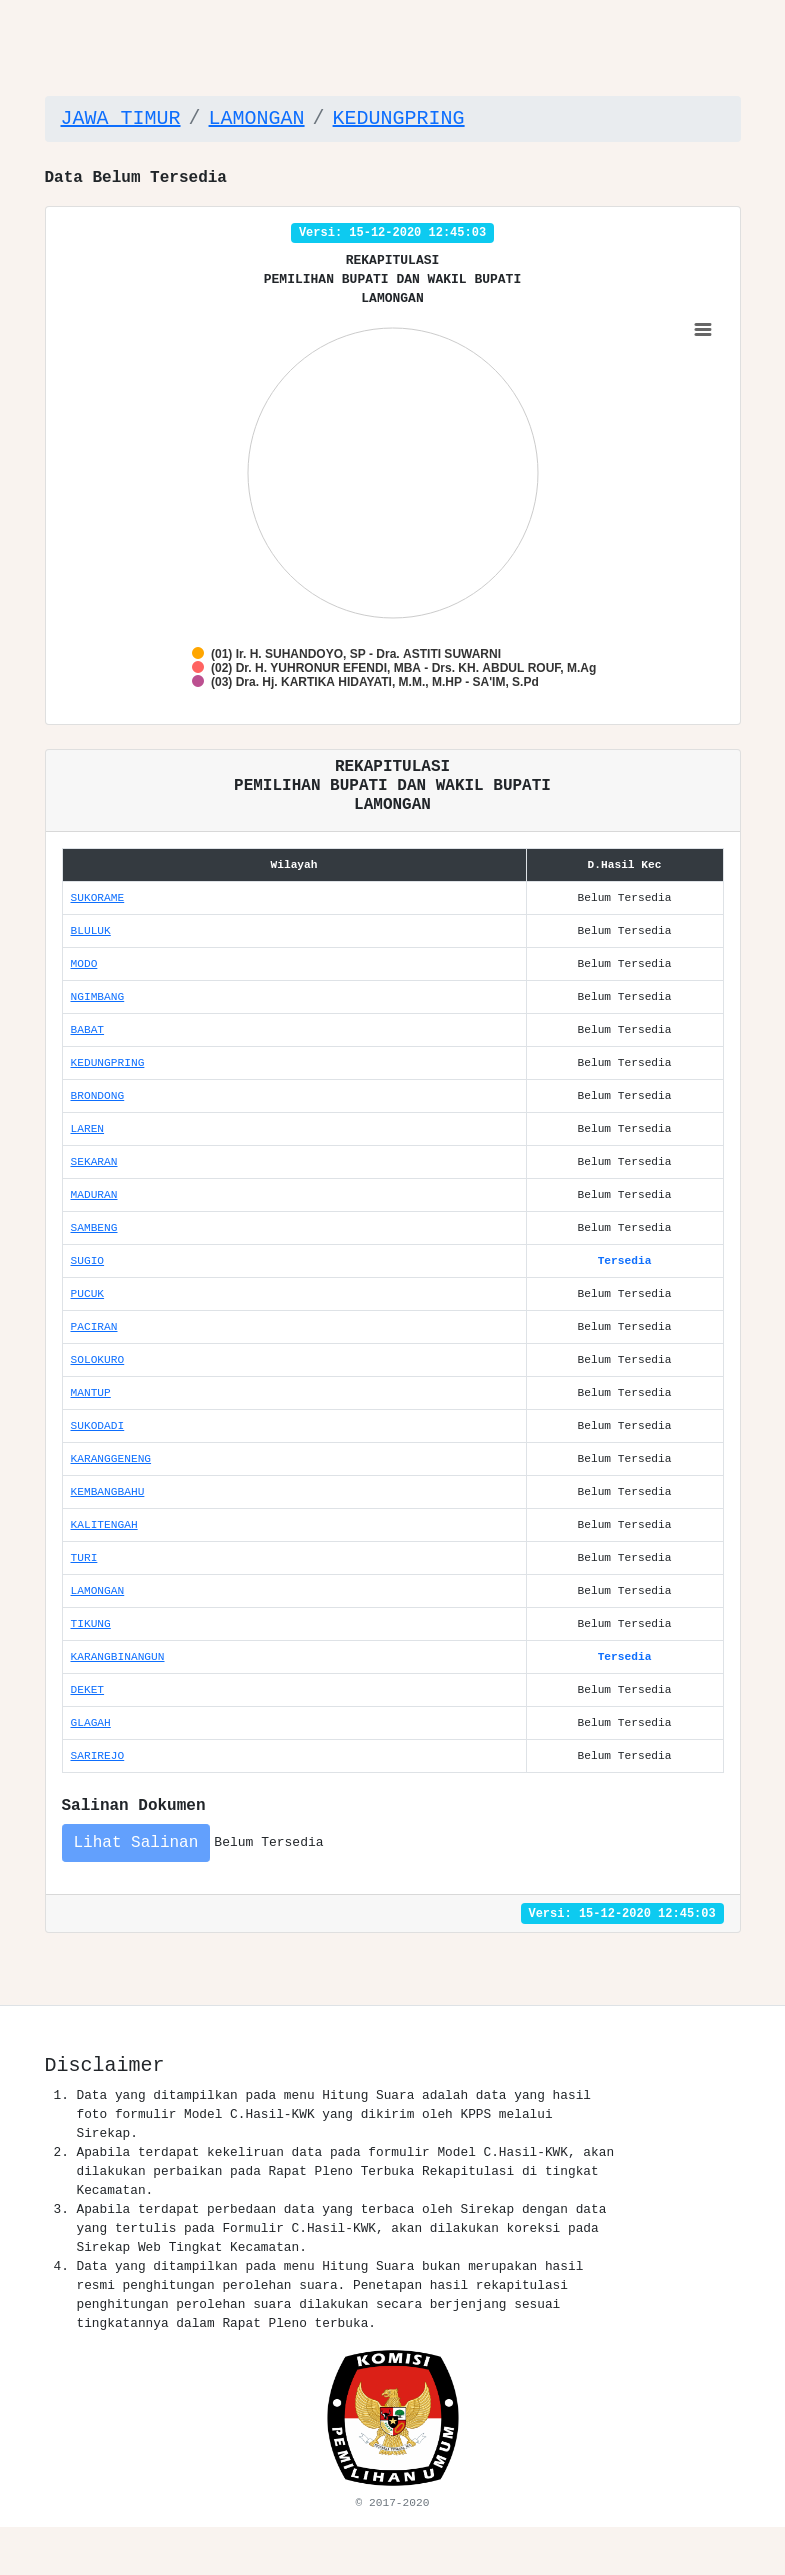 JAWA TIMUR / LAMONGAN / KEDUNGPRING
Data Belum Tersedia
Versi: 15-12-2020 12:45:03
REKAPITULASI
PEMILIHAN BUPATI DAN WAKIL BUPATI
LAMONGAN
(01) Ir. H. SUHANDOYO, SP - Dra. ASTITI SUWARNI
(02) Dr. H. YUHRONUR EFENDI, MBA - Drs. KH. ABDUL ROUF, M.Ag
(03) Dra. Hj. KARTIKA HIDAYATI, M.M., M.HP - SA'IM, S.Pd
REKAPITULASI
PEMILIHAN BUPATI DAN WAKIL BUPATI
LAMONGAN
Wilayah D.Hasil Kec
SUKORAME Belum Tersedia
BLULUK Belum Tersedia
MODO Belum Tersedia
NGIMBANG Belum Tersedia
BABAT Belum Tersedia
KEDUNGPRING Belum Tersedia
BRONDONG Belum Tersedia
LAREN Belum Tersedia
SEKARAN Belum Tersedia
MADURAN Belum Tersedia
SAMBENG Belum Tersedia
SUGIO Tersedia
PUCUK Belum Tersedia
PACIRAN Belum Tersedia
SOLOKURO Belum Tersedia
MANTUP Belum Tersedia
SUKODADI Belum Tersedia
KARANGGENENG Belum Tersedia
KEMBANGBAHU Belum Tersedia
KALITENGAH Belum Tersedia
TURI Belum Tersedia
LAMONGAN Belum Tersedia
TIKUNG Belum Tersedia
KARANGBINANGUN Tersedia
DEKET Belum Tersedia
GLAGAH Belum Tersedia
SARIREJO Belum Tersedia
Salinan Dokumen
Lihat Salinan Belum Tersedia
Versi: 15-12-2020 12:45:03
Disclaimer
1. Data yang ditampilkan pada menu Hitung Suara adalah data yang hasil
foto formulir Model C.Hasil-KWK yang dikirim oleh KPPS melalui
Sirekap.
2. Apabila terdapat kekeliruan data pada formulir Model C.Hasil-KWK, akan
dilakukan perbaikan pada Rapat Pleno Terbuka Rekapitulasi di tingkat
Kecamatan.
3. Apabila terdapat perbedaan data yang terbaca oleh Sirekap dengan data
yang tertulis pada Formulir C.Hasil-KWK, akan dilakukan koreksi pada
Sirekap Web Tingkat Kecamatan.
4. Data yang ditampilkan pada menu Hitung Suara bukan merupakan hasil
resmi penghitungan perolehan suara. Penetapan hasil rekapitulasi
penghitungan perolehan suara dilakukan secara berjenjang sesuai
tingkatannya dalam Rapat Pleno terbuka.
KOMISI
PEMILIHAN UMUM
© 2017-2020